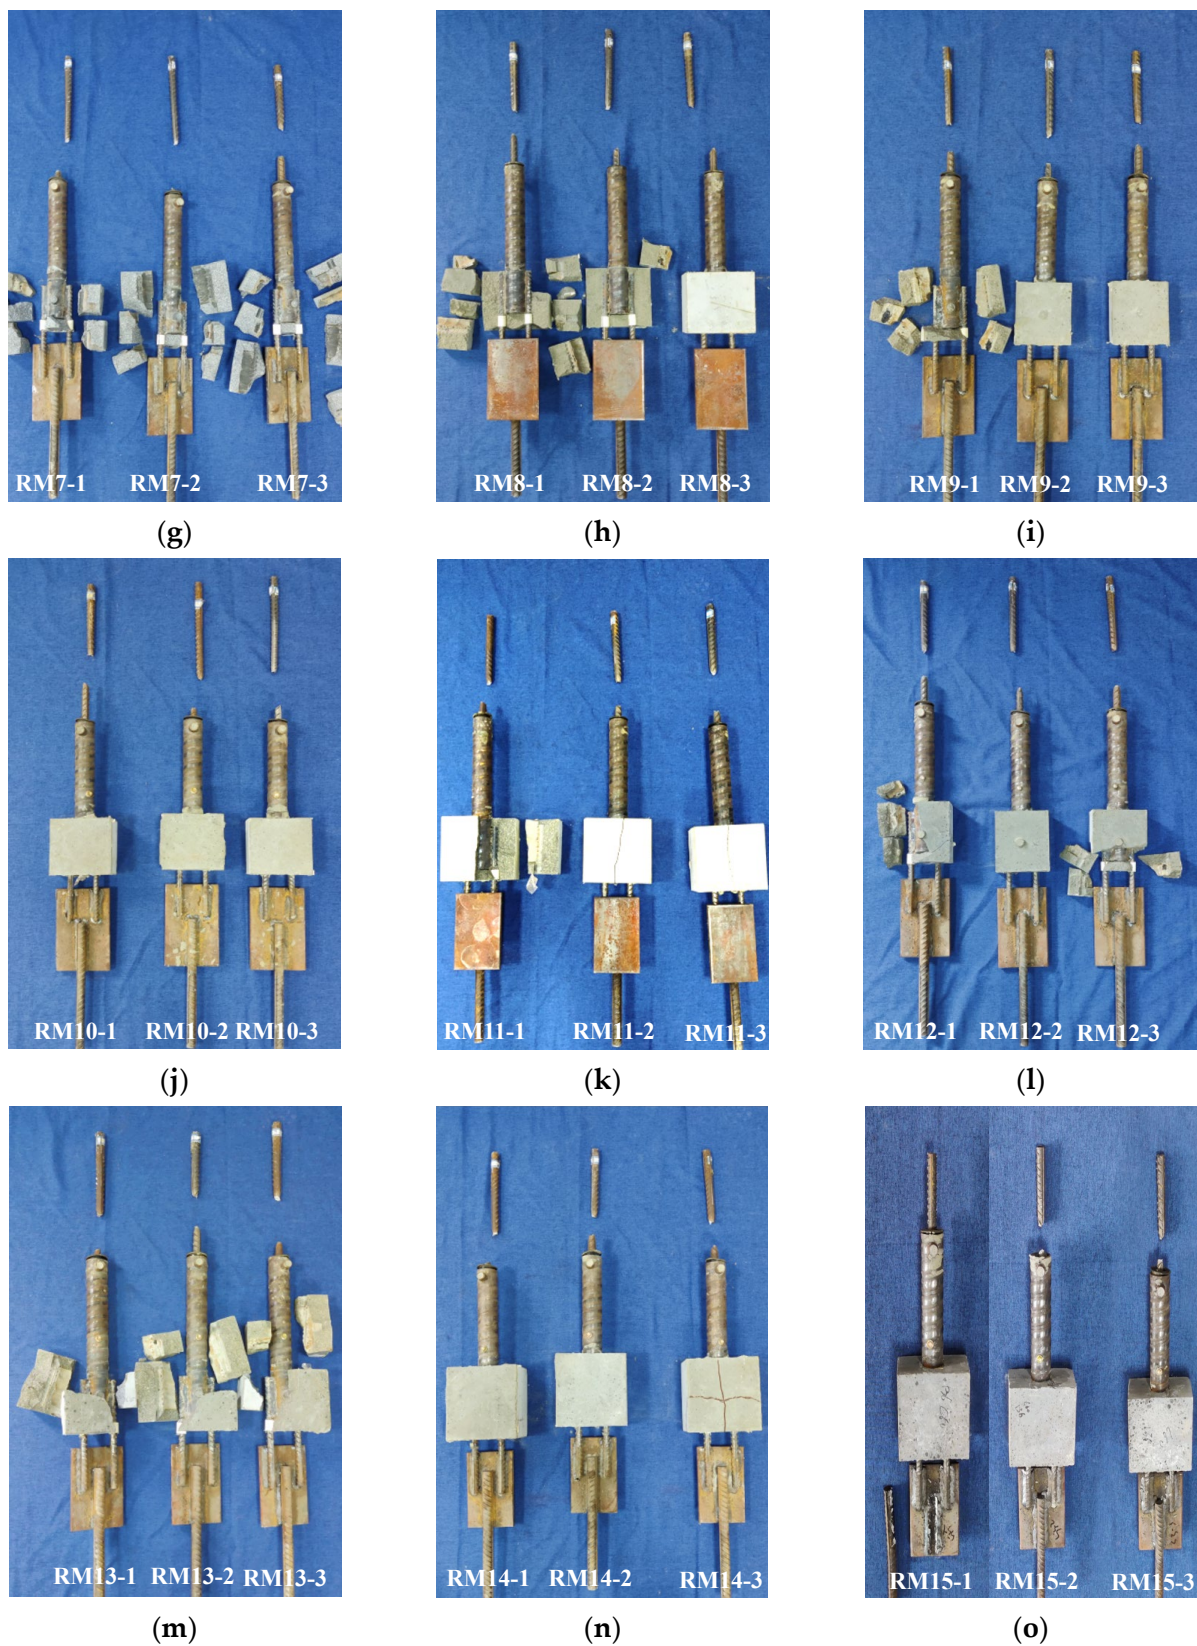 RM7-1 RM7-2 RM7-3
RM8-1 RM8-2 RM8-3
RM9-1 RM9-2 RM9-3
(g) (h) (i)
RM10-1 RM10-2 RM10-3
RM11-1 RM11-2 RM11-3
RM12-1 RM12-2 RM12-3
(j) (k) (l)
RM13-1 RM13-2 RM13-3
RM14-1 RM14-2 RM14-3
RM15-1 RM15-2 RM15-3
(m) (n) (o)